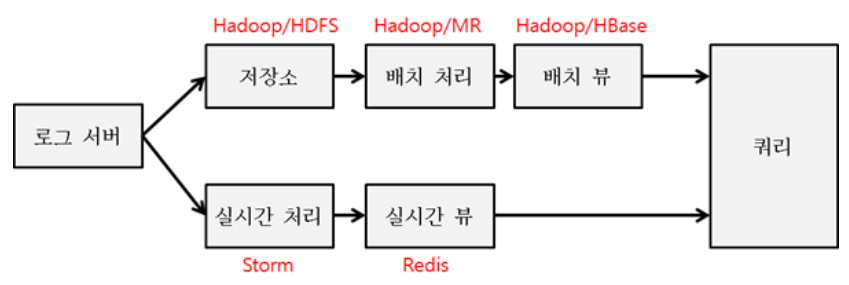 Hadoop/HDFS Hadoop/MR Hadoop/HBase
저장소 배치 처리 배치 뷰
로그 서버 쿼리
실시간 처리 실시간 뷰
Storm Redis